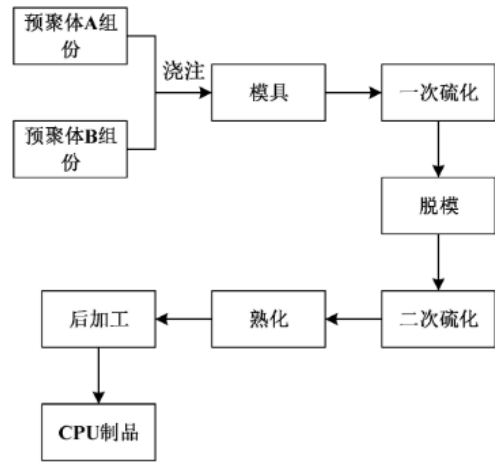 预聚体A组
份
浇注
模具
一次硫化
预聚体B组
份
脱模
后加工
熟化
二次硫化
CPU制品